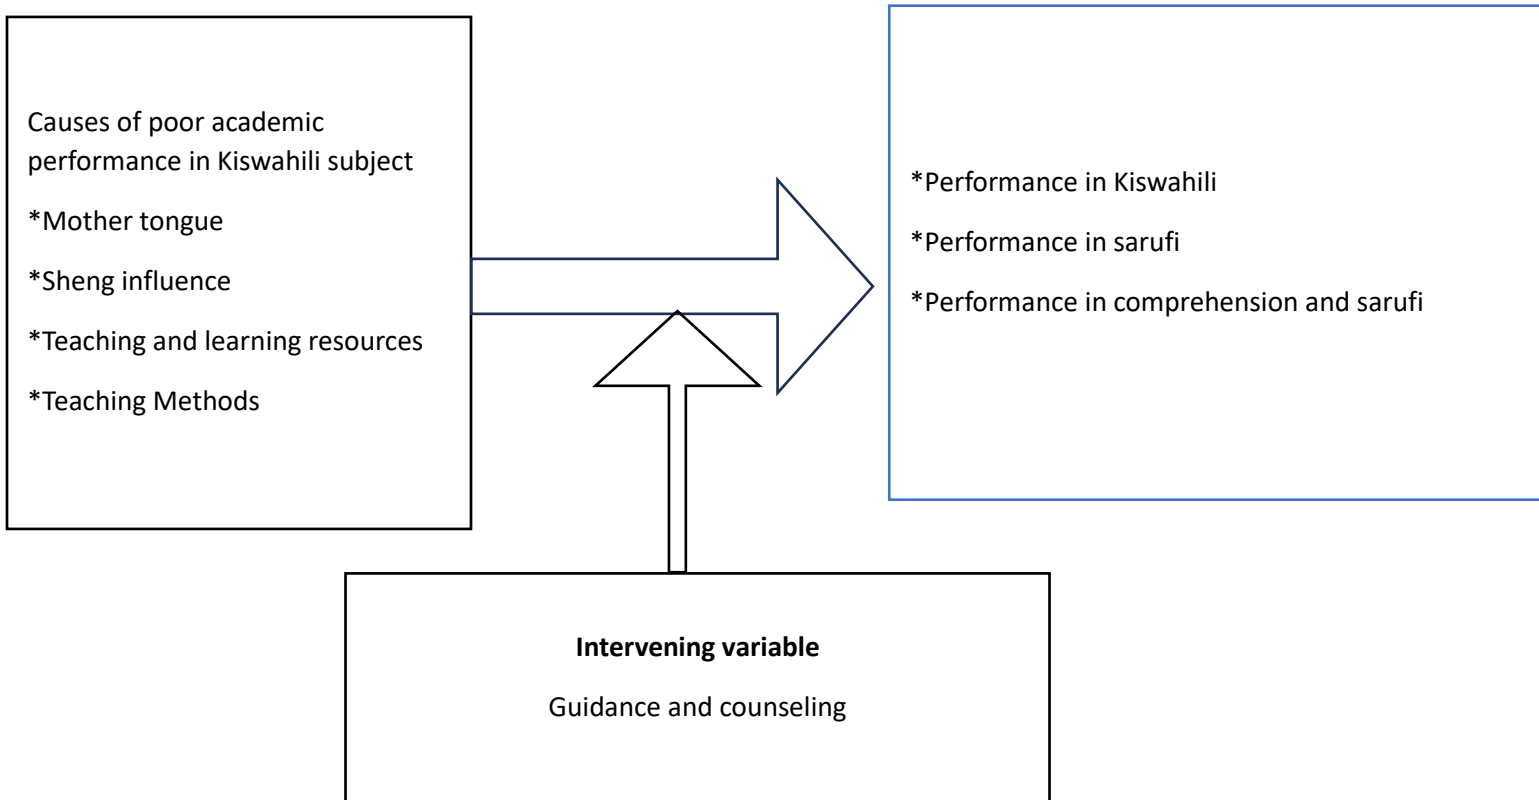 Causes of poor academic
performance in Kiswahili subject
*Mother tongue
*Sheng influence
*Teaching and learning resources
*Teaching Methods
*Performance in Kiswahili
*Performance in sarufi
*Performance in comprehension and sarufi
Intervening variable
Guidance and counseling